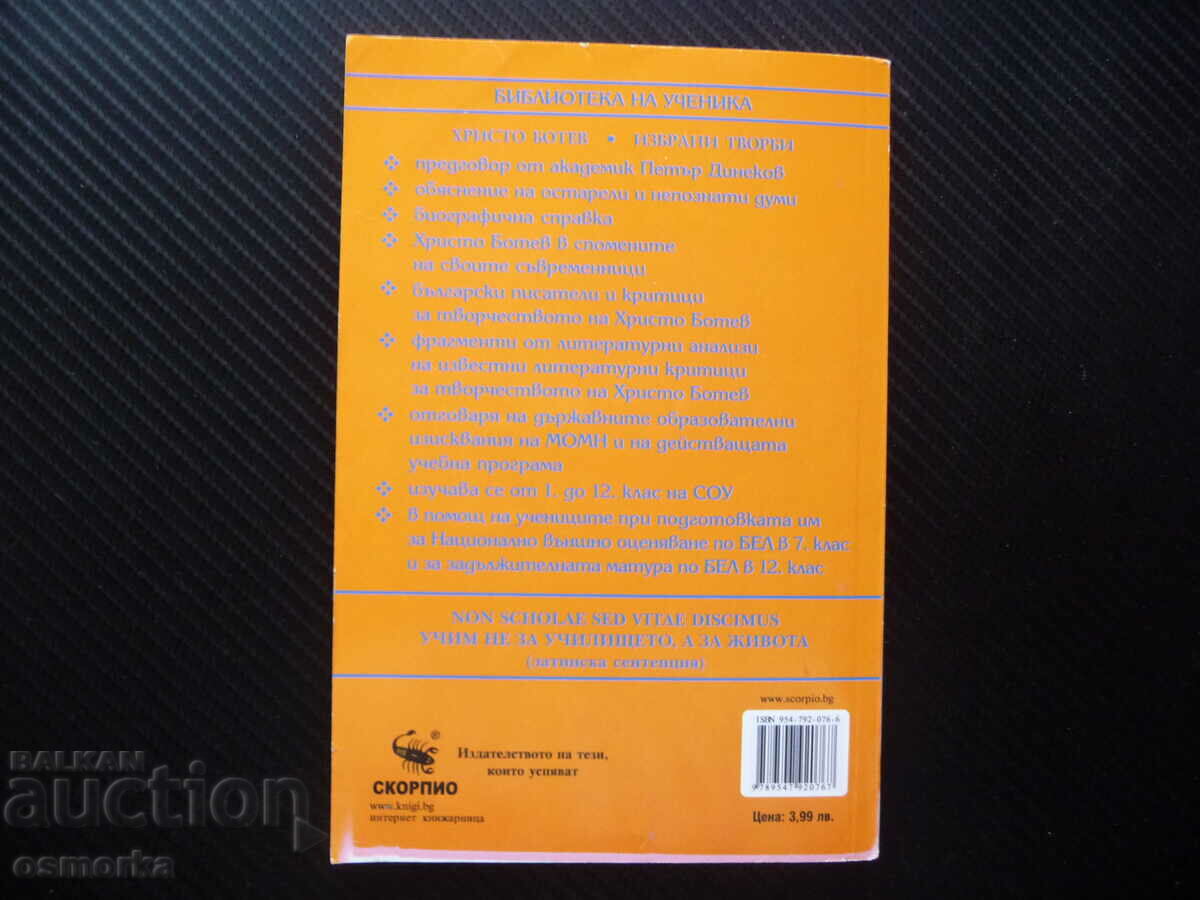 БИБЛИОТЕКА НА УЧЕНИКА
ХРИСТО БОТЕВ • ИЗБРАНИ ТВОРБИ
❖ предговор от академик Петър Динеков
❖ обяснение на остарели и непознати думи
❖ биографична справка
❖ Христо Ботев в спомените
на своите съвременници
❖ български писатели и критици
за творчеството на Христо Ботев
❖ фрагменти от литературни анализи
на известни литературни критици
за творчеството на Христо Ботев
❖ отговаря на държавните образователни
изисквания на МОМН и на действащата
учебна програма
❖ изучава се от 1. до 12. клас на СОУ
❖ в помощ на учениците при подготовката им
за Национално външно оценяване по БЕЛ в 7. клас
и за задължителната матура по БЕЛ в 12. клас
NON SCHOLAE SED VITAE DISCIMUS
УЧИМ НЕ ЗА УЧИЛИЩЕТО, А ЗА ЖИВОТА
(латинска сентенция)
www.scorpio.bg
ISBN 954-792-076-6
9789547920767
Цена: 3,99 лв.
®
СКОРПИО
Издателството на тези,
които успяват
www.knigi.bg
интернет книжарница
BALKAN
auction
osmorka